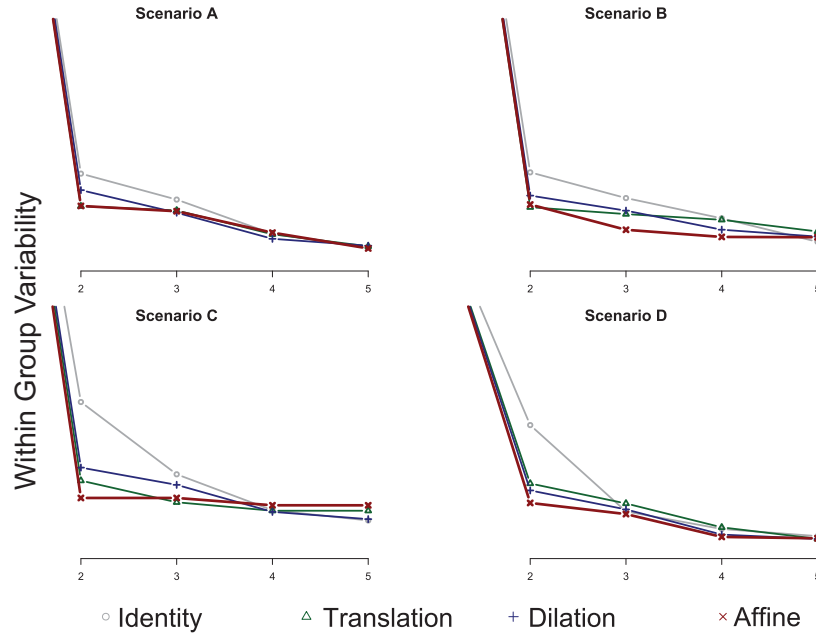 Scenario A
Scenario B
Within Group Variability
2 3 4 5
2 3 4 5
Scenario C
Scenario D
2 3 4 5
2 3 4 5
Identity Translation Dilation Affine